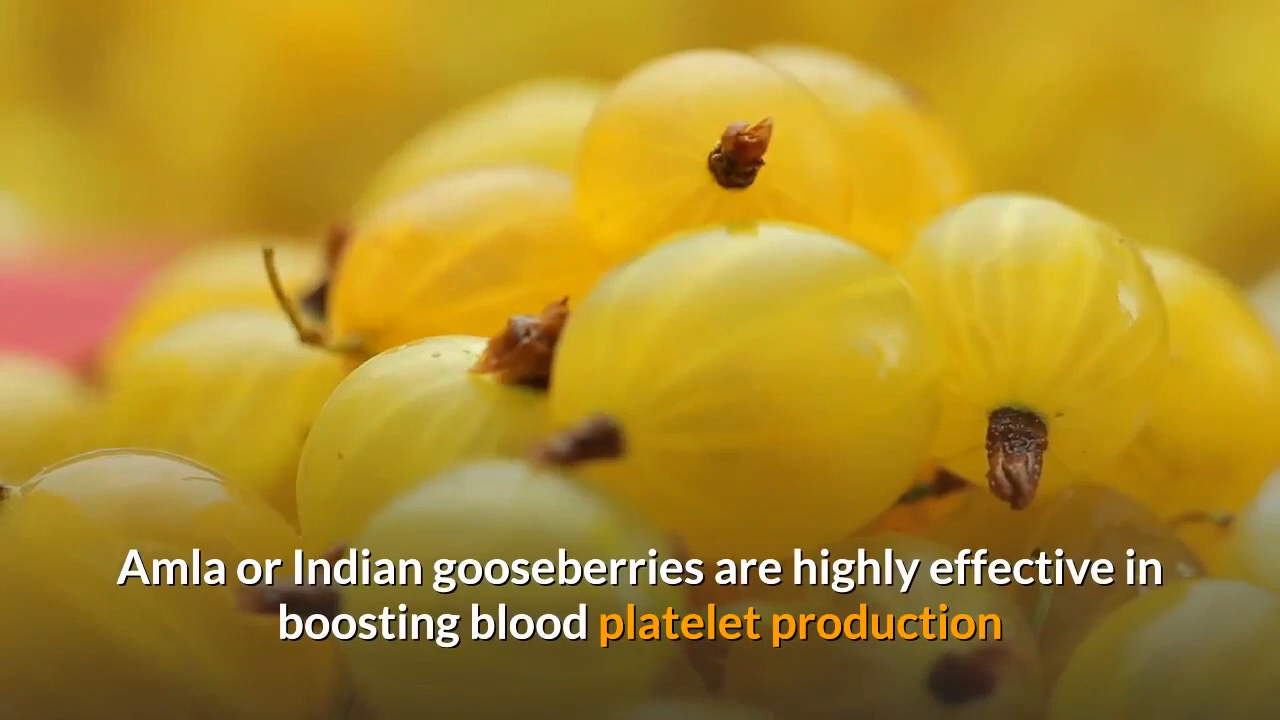 Amla or Indian gooseberries are highly effective in
boosting blood platelet production